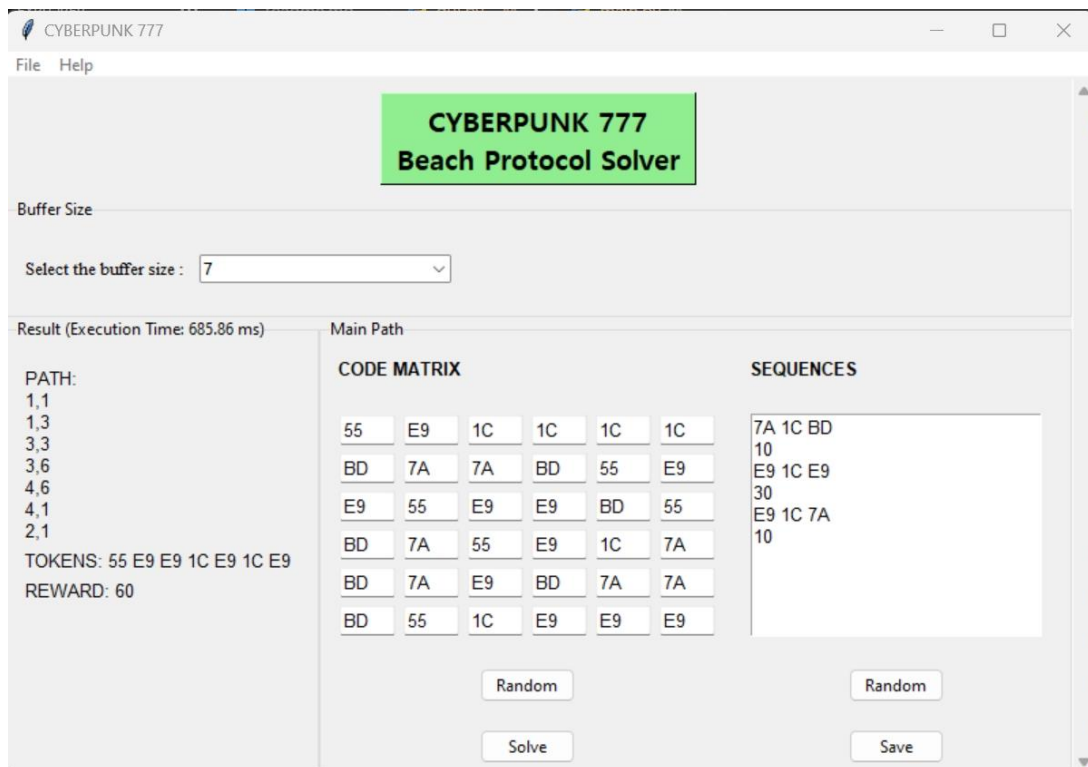 CYBERPUNK 777
File Help
CYBERPUNK 777
Beach Protocol Solver
Buffer Size
Select the buffer size : 7
Result (Execution Time: 685.86 ms)
PATH:
1,1
1,3
3,3
3,6
4,6
4,1
2,1
TOKENS: 55 E9 E9 1C E9 1C E9
REWARD: 60
Main Path
CODE MATRIX
55 E9 1C 1C 1C 1C
BD 7A 7A BD 55 E9
E9 55 E9 E9 BD 55
BD 7A 55 E9 1C 7A
BD 7A E9 BD 7A 7A
BD 55 1C E9 E9 E9
Random
Solve
SEQUENCES
7A 1C BD
10
E9 1C E9
30
E9 1C 7A
10
Random
Save